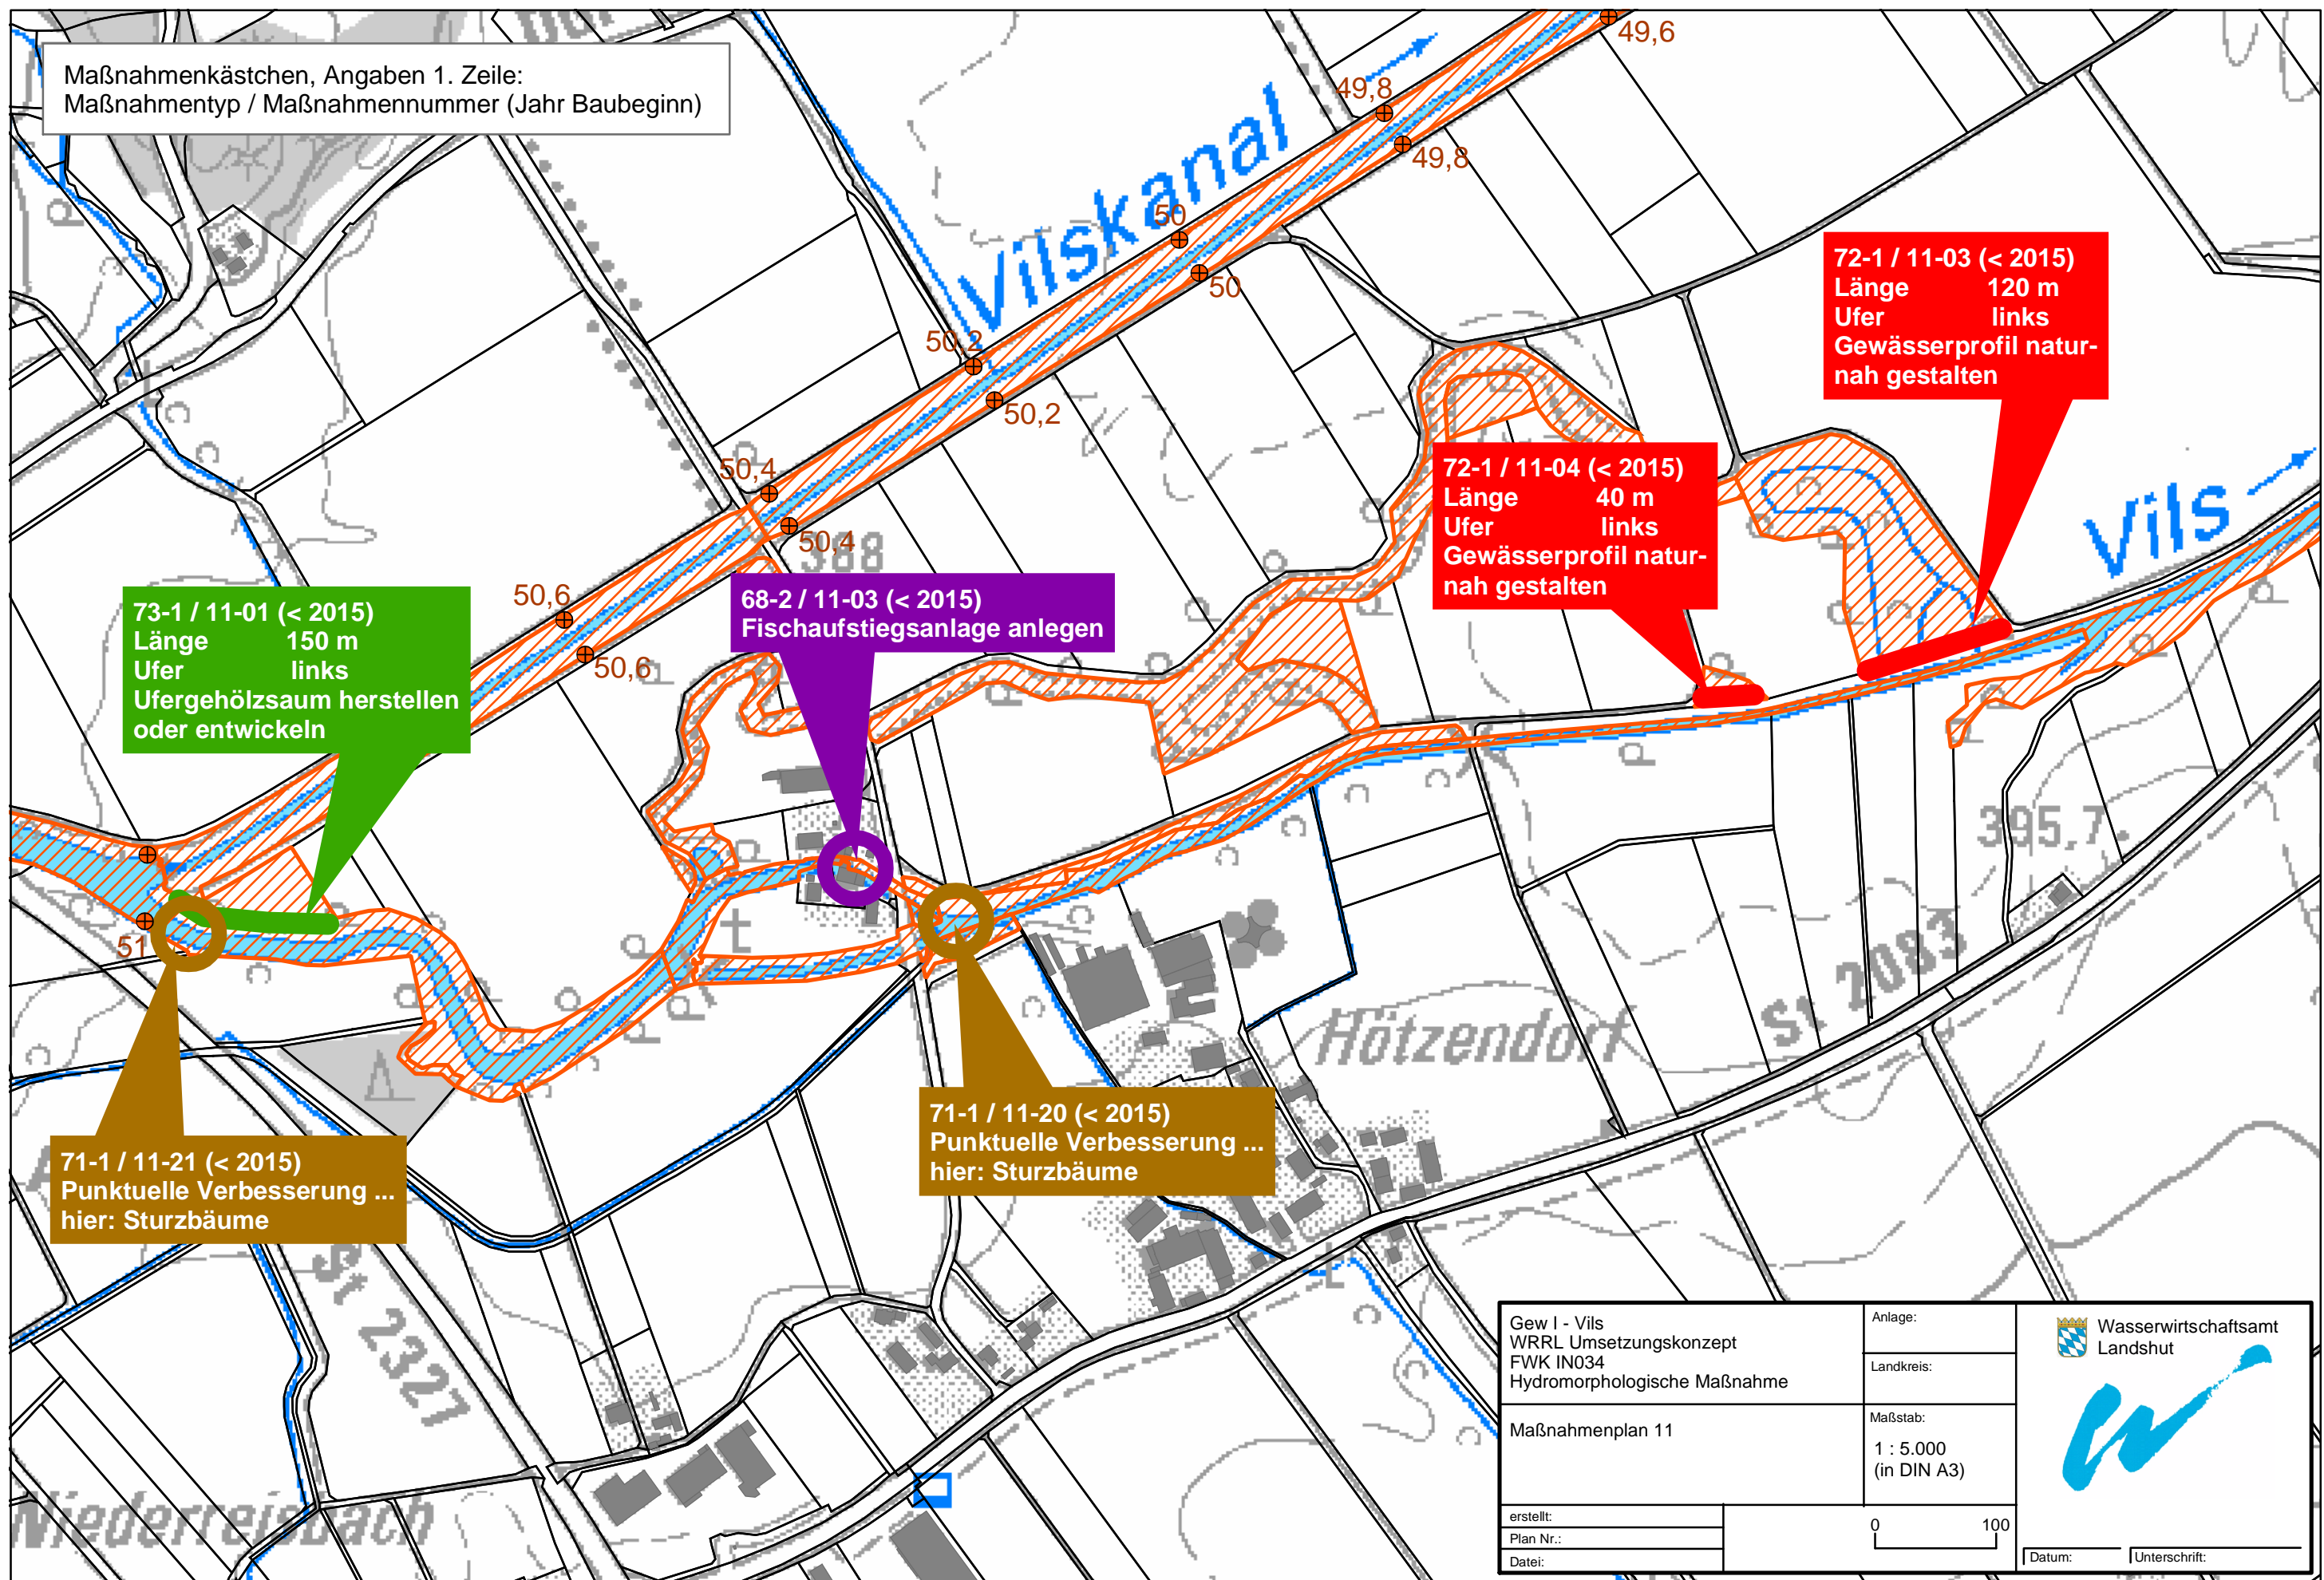 Maßnahmenkästchen, Angaben 1. Zeile:
Maßnahmentyp / Maßnahmennummer (Jahr Baubeginn)
49,6
49,8
49,8
Vilskanal
50
50
50,2
50,2
50,4
50,4
50,6
50,6
51
388
72-1 / 11-03 (< 2015)
Länge 120 m
Ufer links
Gewässerprofil natur-
nah gestalten
72-1 / 11-04 (< 2015)
Länge 40 m
Ufer links
Gewässerprofil natur-
nah gestalten
Vils
73-1 / 11-01 (< 2015)
Länge 150 m
Ufer links
Ufergehölzsaum herstellen
oder entwickeln
68-2 / 11-03 (< 2015)
Fischaufstiegsanlage anlegen
395,7
St 2083
Hötzendorf
71-1 / 11-20 (< 2015)
Punktuelle Verbesserung ...
hier: Sturzbäume
71-1 / 11-21 (< 2015)
Punktuelle Verbesserung ...
hier: Sturzbäume
St 2327
Niederreisbach
Gew I - Vils
WRRL Umsetzungskonzept
FWK IN034
Hydromorphologische Maßnahme
Maßnahmenplan 11
Anlage:
Landkreis:
Maßstab:
1 : 5.000
(in DIN A3)
Wasserwirtschaftsamt
Landshut
erstellt:
Plan Nr.:
Datei:
0 100
Datum:
Unterschrift: